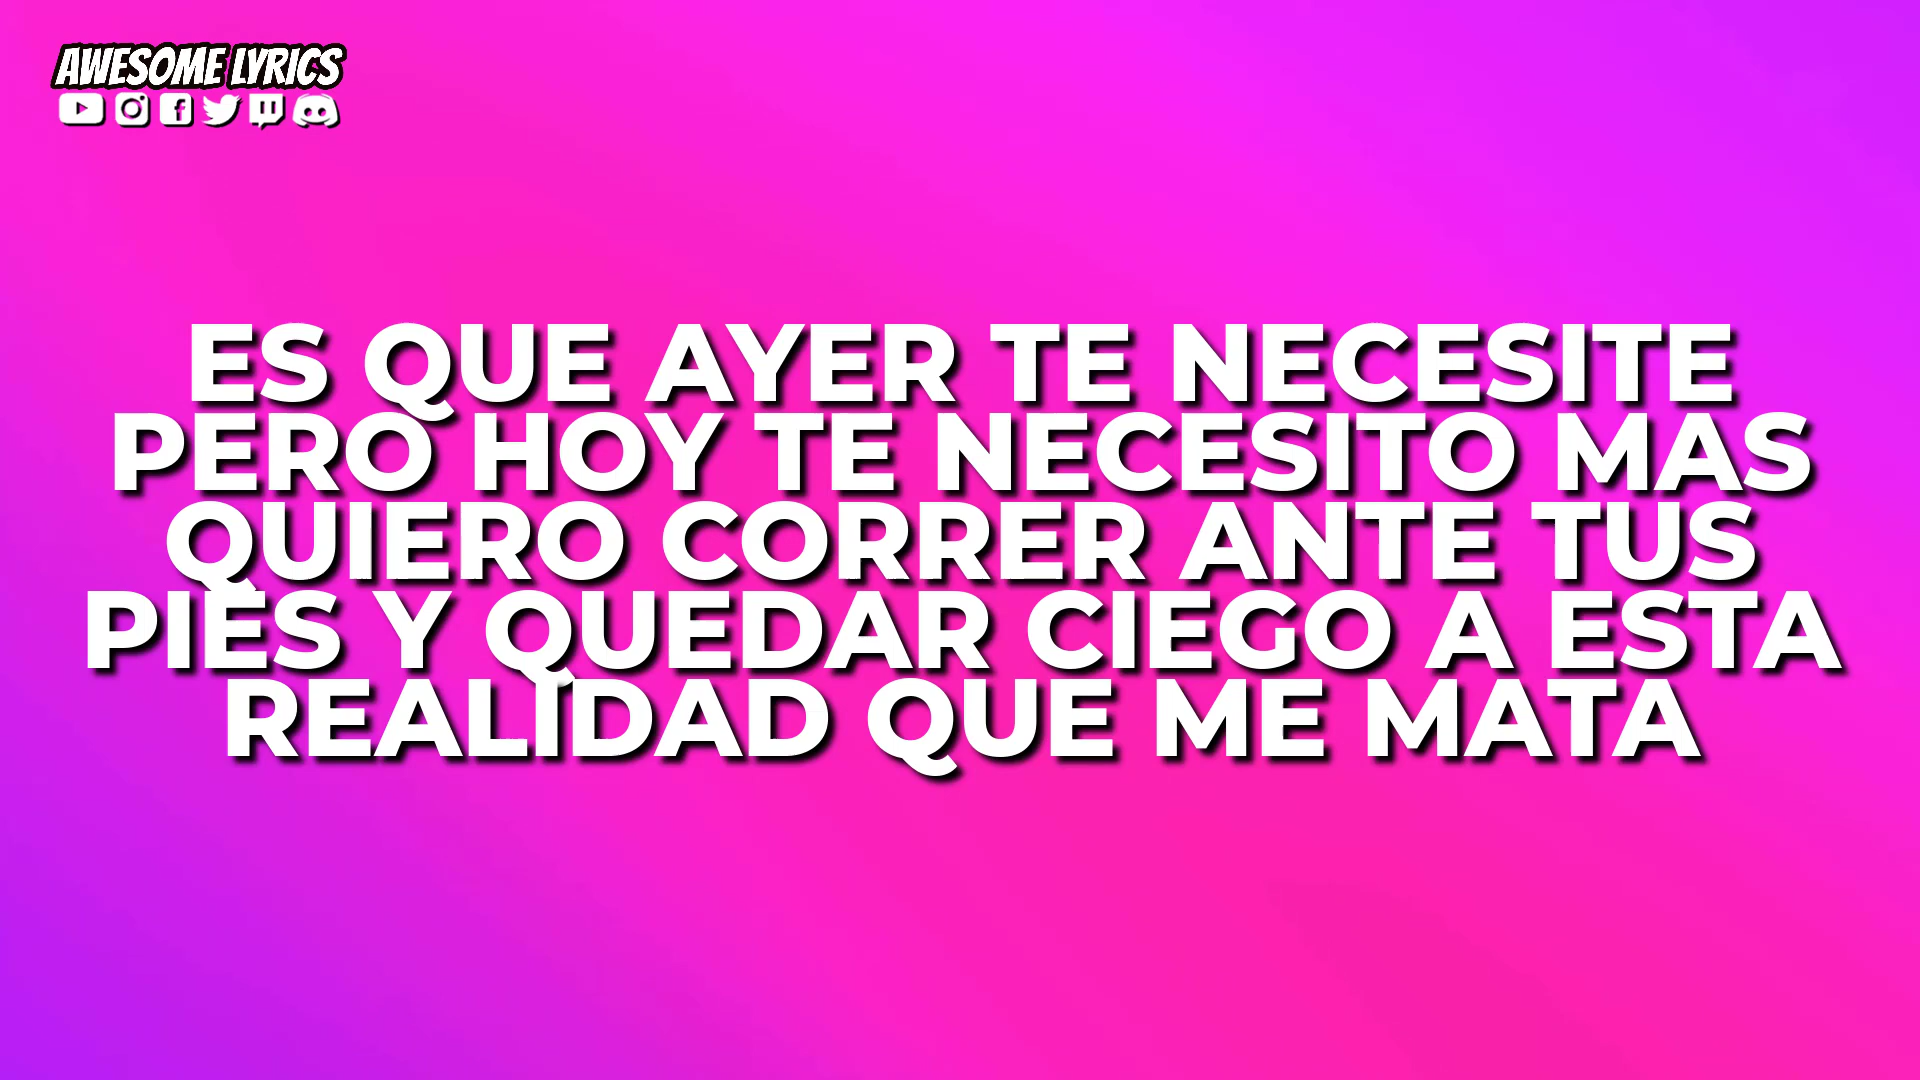 AWESOME LYRICS
ES QUE AYER TE NECESITE
PERO HOY TE NECESITO MAS
QUIERO CORRER ANTE TUS
PIES Y QUEDAR CIEGO A ESTA
REALIDAD QUE ME MATA